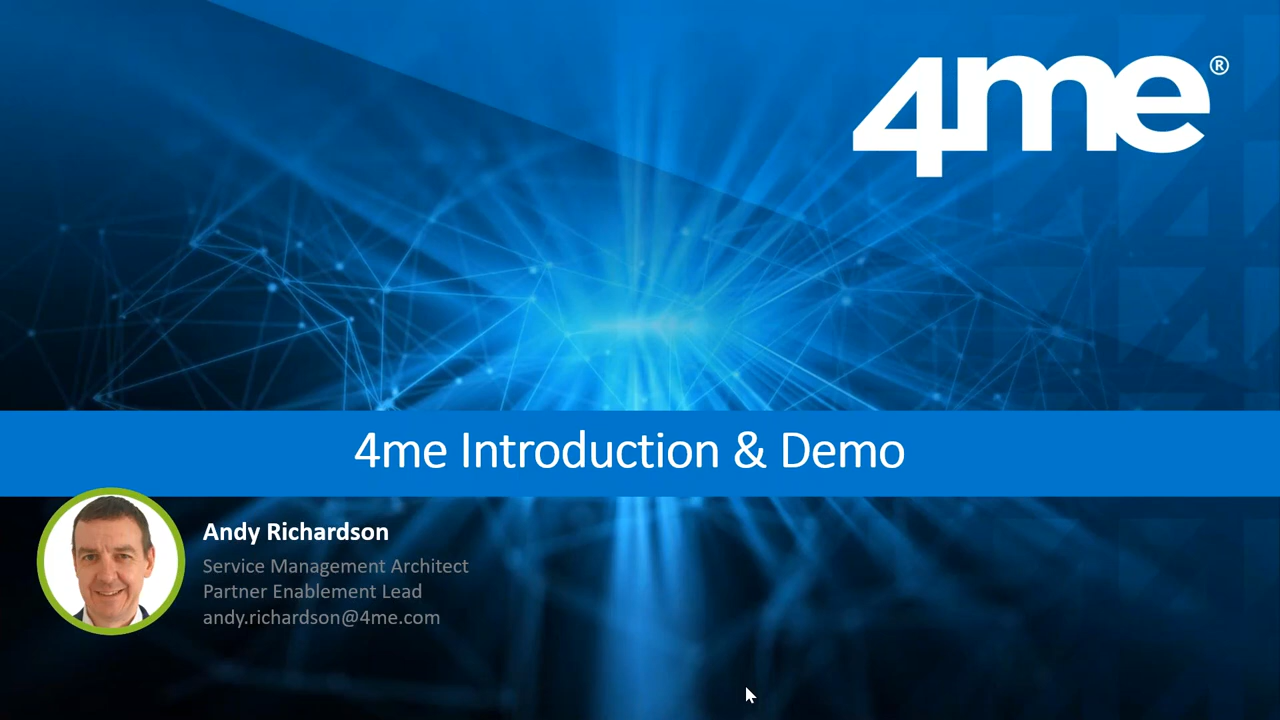 4me®
4me Introduction & Demo
Andy Richardson
Service Management Architect
Partner Enablement Lead
andy.richardson@4me.com